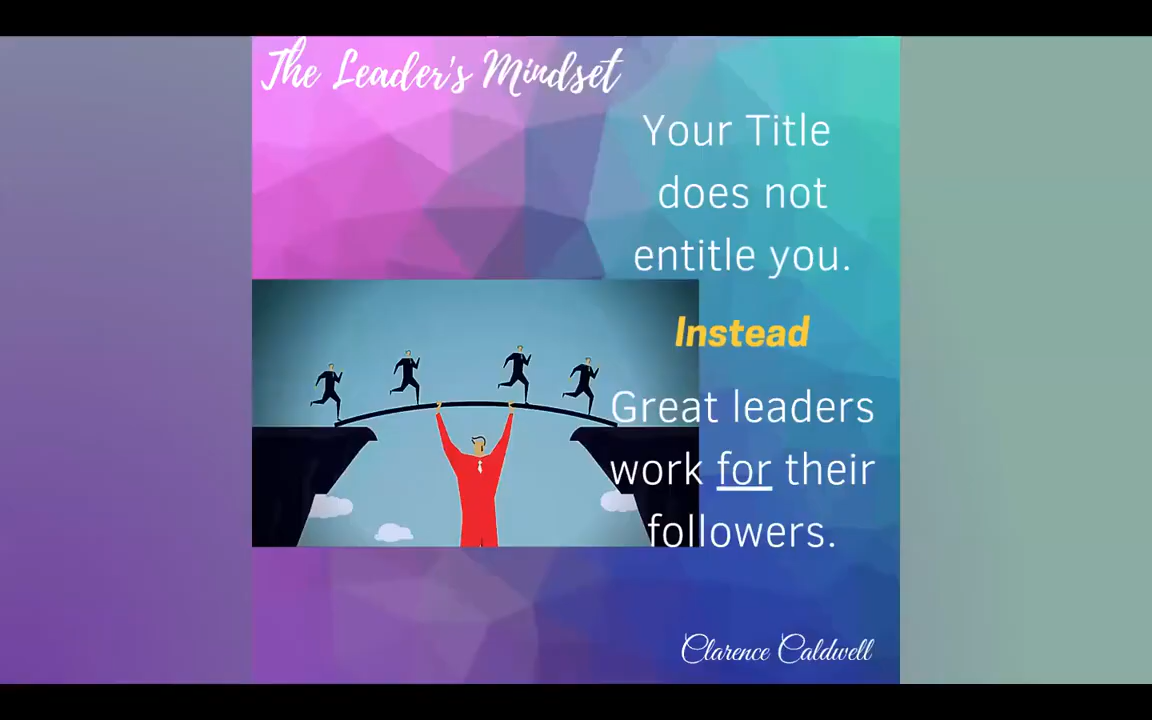 The Leader's Mindset
Your Title
does not
entitle you.
Instead
Great leaders
work for their
followers.
Clarence Caldwell